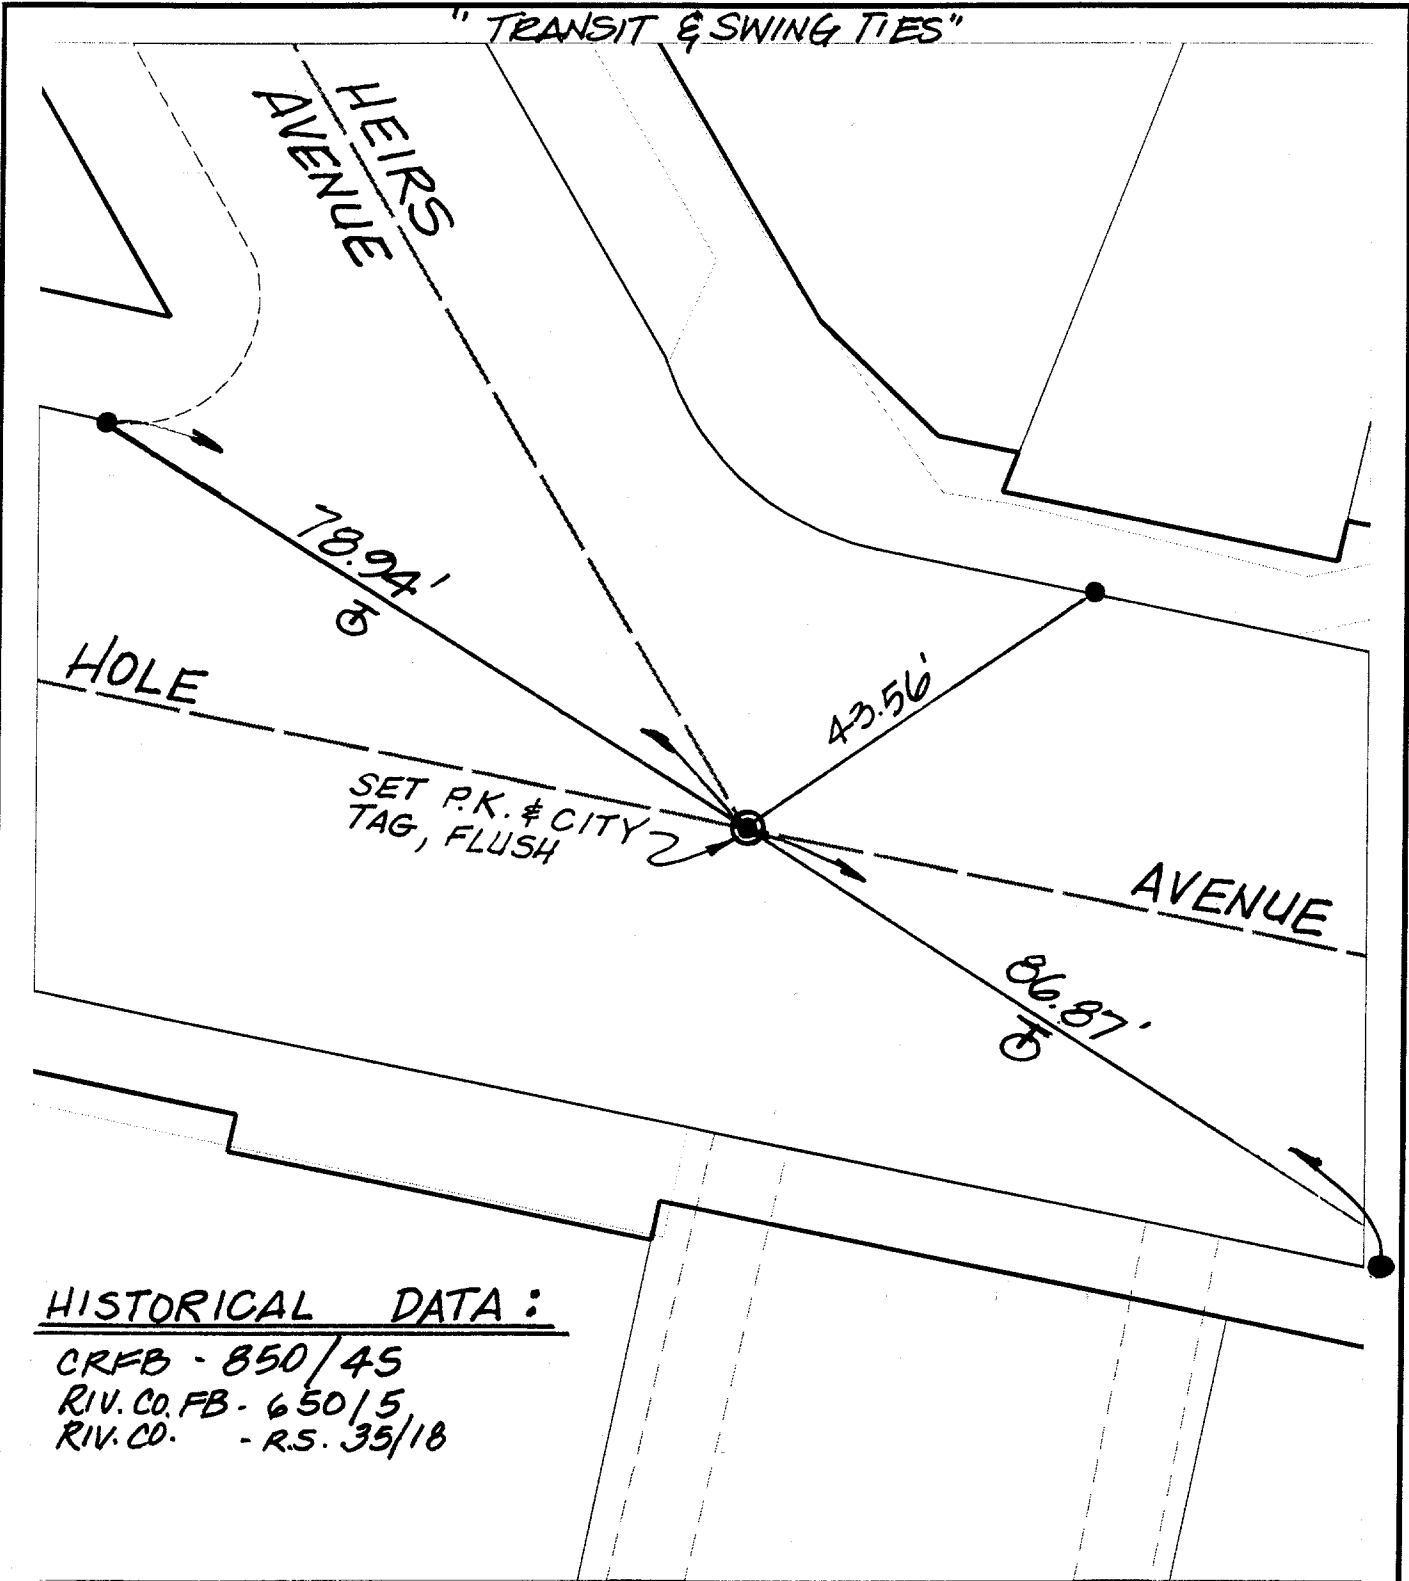 " TRANSIT & SWING TIES"
HEIRS
AVENUE
78.94'
HOLE
43.56'
SET P.K. & CITY
TAG, FLUSH
AVENUE
86.87'
HISTORICAL DATA :
CRFB - 850/45
RIV. CO. FB - 650/5
RIV. CO. - R.S. 35/18